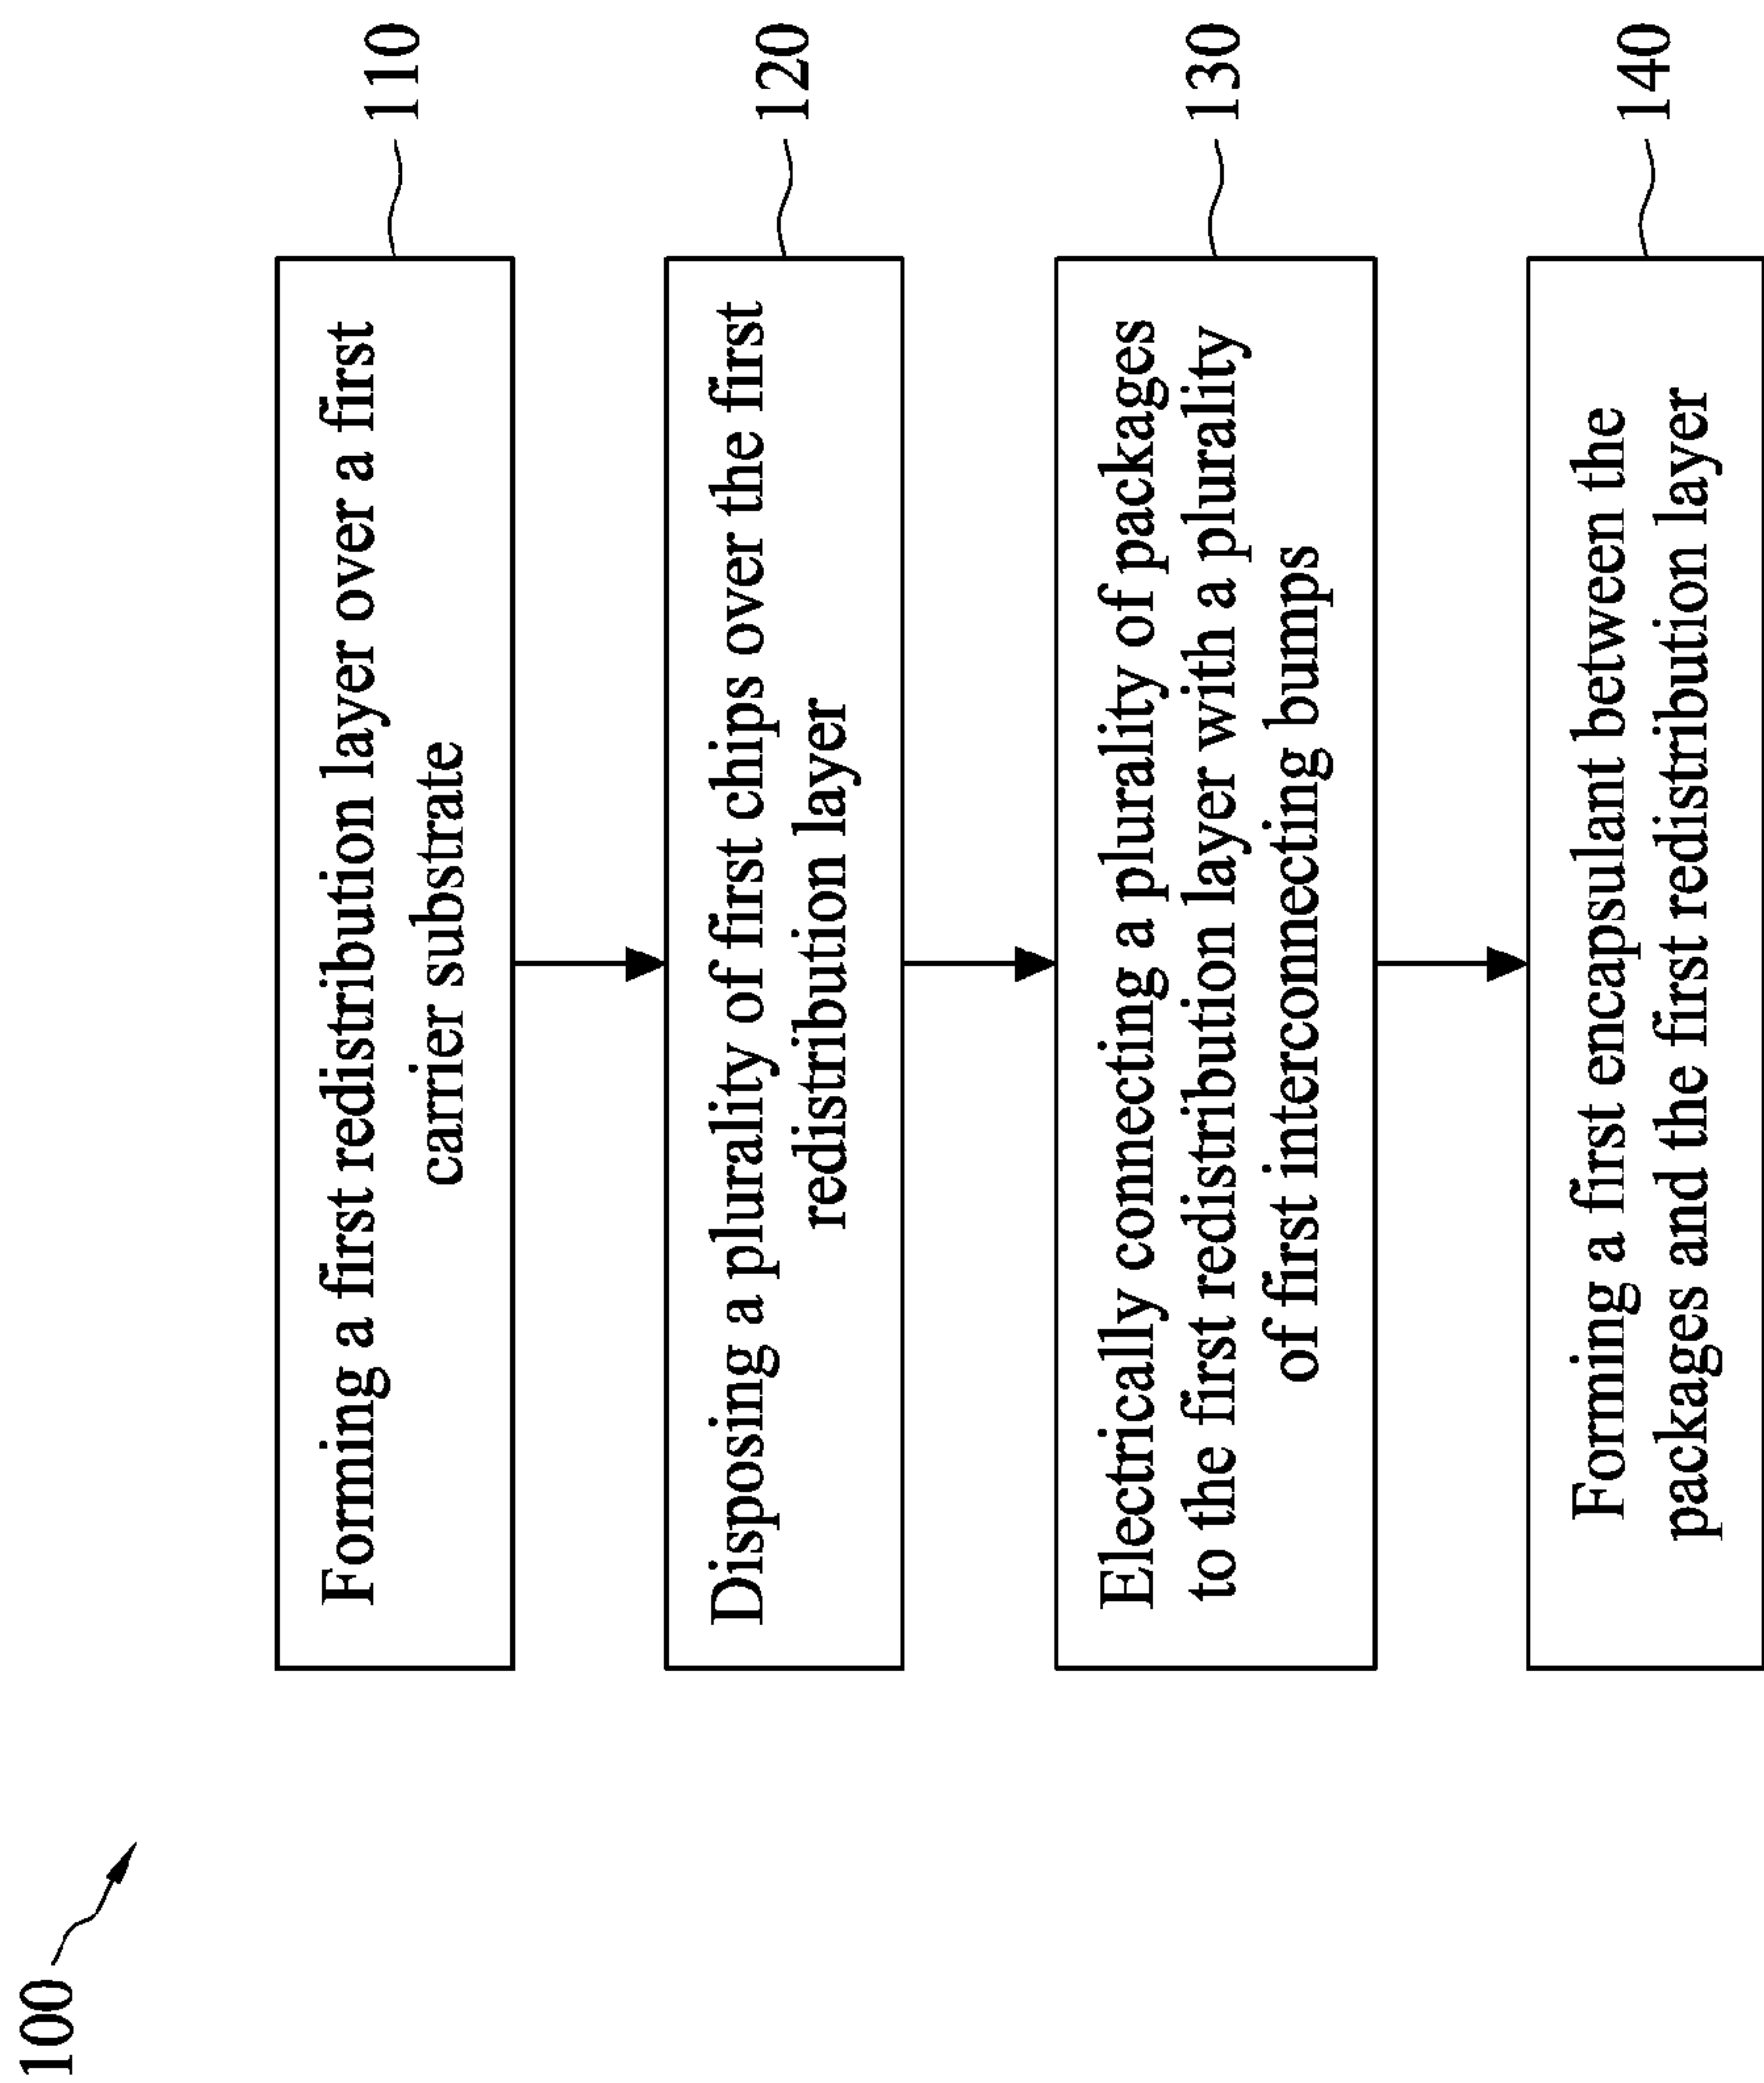 100
Forming a first redistribution layer over a first
carrier substrate
110
Disposing a plurality of first chips over the first
redistribution layer
120
Electrically connecting a plurality of packages
to the first redistribution layer with a plurality
of first interconnecting bumps
130
Forming a first encapsulant between the
packages and the first redistribution layer
140